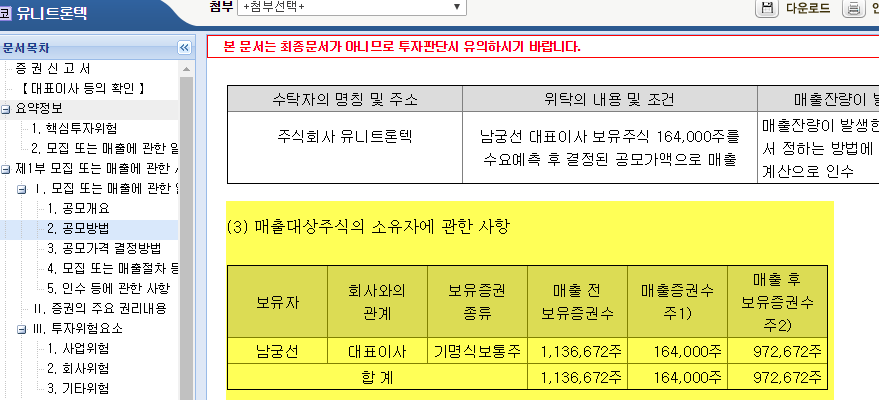 코 유니트론텍
첨부 +첨부선택+
다운로드
문서목차
본 문서는 최종문서가 아니므로 투자판단시 유의하시기 바랍니다.
증 권 신 고 서
【 대표이사 등의 확인 】
요약정보
1. 핵심투자위험
2. 모집 또는 매출에 관한 일
제1부 모집 또는 매출에 관한
I. 모집 또는 매출에 관한
1. 공모개요
2. 공모방법
3. 공모가격 결정방법
4. 모집 또는 매출절차 등
5. 인수 등에 관한 사항
II. 증권의 주요 권리내용
III. 투자위험요소
1. 사업위험
2. 회사위험
3. 기타위험
수탁자의 명칭 및 주소 위탁의 내용 및 조건 매출잔량이
주식회사 유니트론텍
남궁선 대표이사 보유주식 164,000주를
수요예측 후 결정된 공모가액으로 매출
매출잔량이 발생한
서 정하는 방법에
계산으로 인수
(3) 매출대상주식의 소유자에 관한 사항
보유자 회사와의 관계 보유증권 종류 매출 전 보유증권수 매출증권수 주1) 매출 후 보유증권수 주2)
남궁선 대표이사 기명식보통주 1,136,672주 164,000주 972,672주
합 계 1,136,672주 164,000주 972,672주